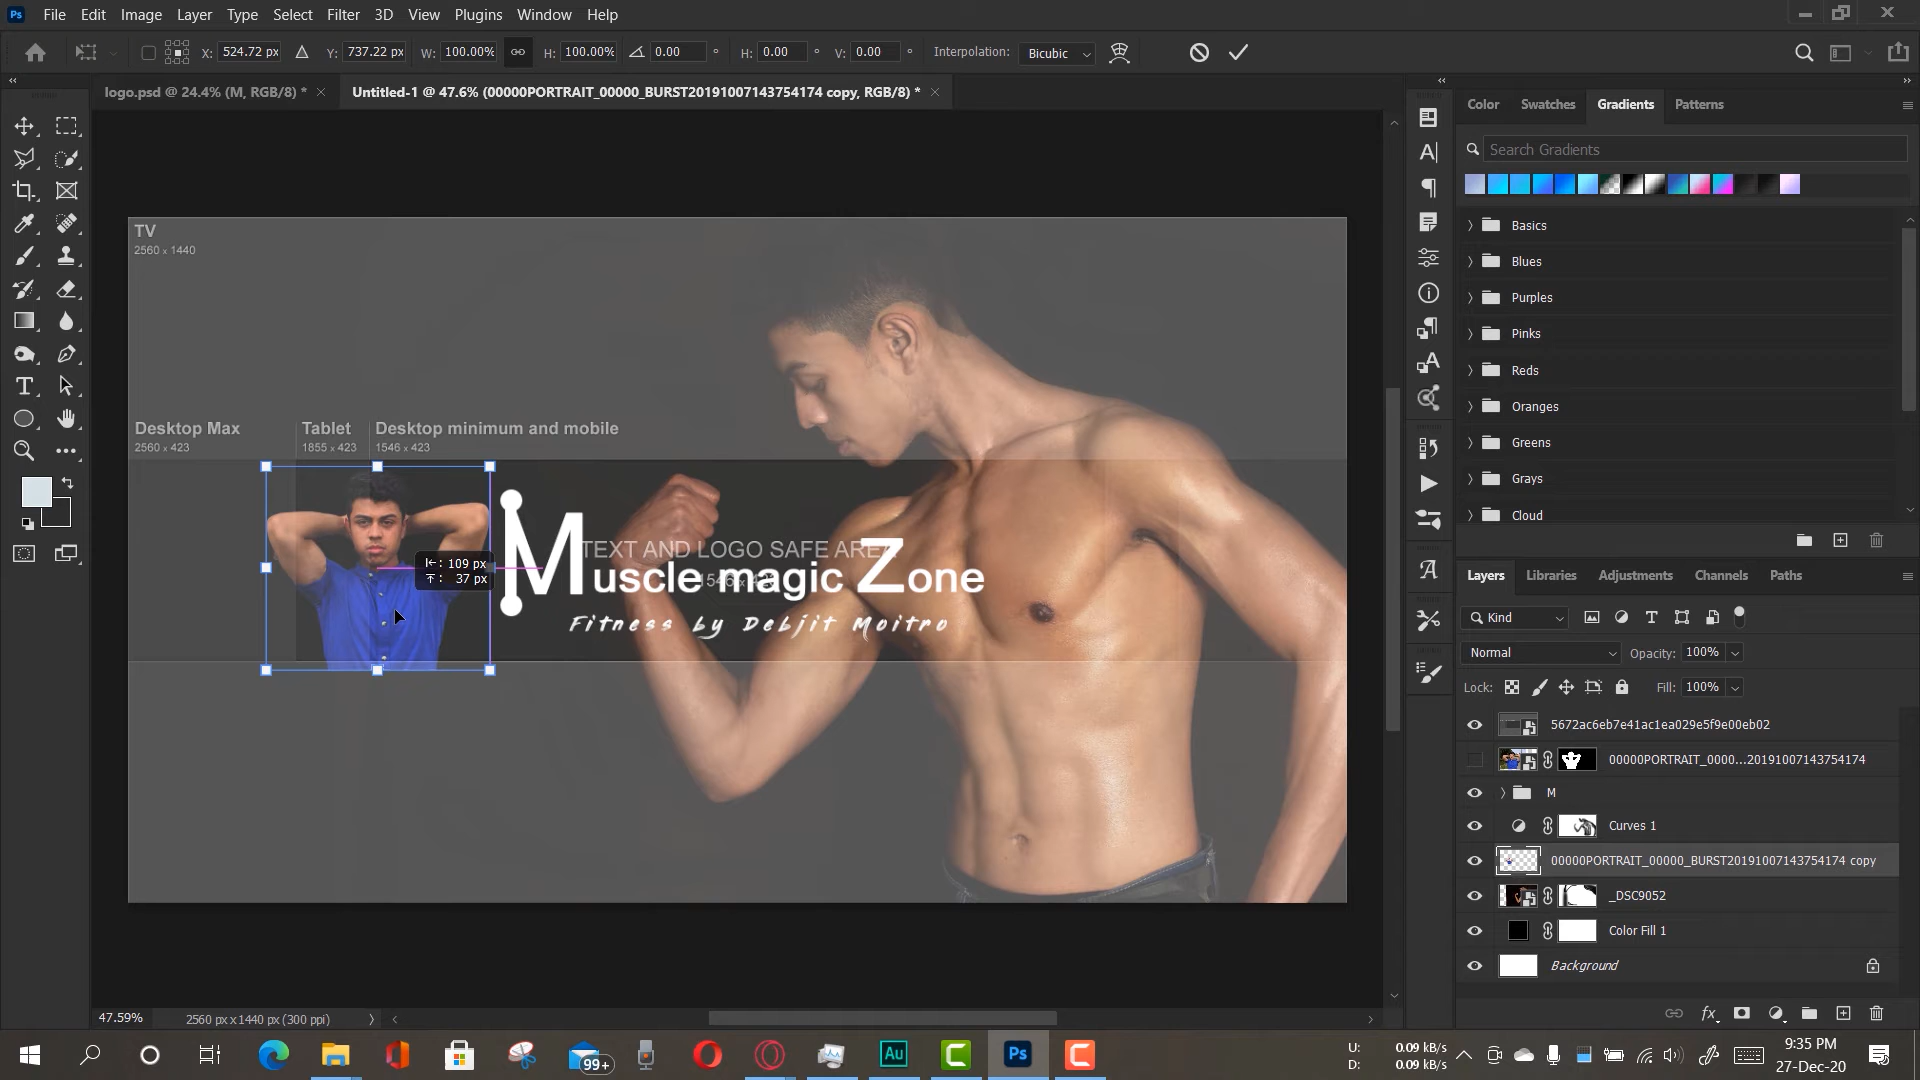 Ps File Edit Image Layer Type Select Filter 3D View Plugins Window Help
X: 524.72 px Y: 737.22 px W: 100.00% H: 100.00% 0.00 ° H: 0.00 ° V: 0.00 ° Interpolation: Bicubic
logo.psd @ 24.4% (M, RGB/8) * × Untitled-1 @ 47.6% (00000PORTRAIT_00000_BURST20191007143754174 copy, RGB/8) * ×
Color Swatches Gradients Patterns
Search Gradients
Basics
Blues
Purples
Pinks
Reds
Oranges
Greens
Grays
Cloud
TV
2560 x 1440
Desktop Max
2560 x 423
Tablet
1855 x 423
Desktop minimum and mobile
1546 x 423
TEXT AND LOGO SAFE AREA
Muscle magic Zone
Fitness by Debjit Moitro
109 px
37 px
Layers Libraries Adjustments Channels Paths
Kind
Normal Opacity: 100%
Lock: Fill: 100%
5672ac6eb7e41ac1ea029e5f9e00eb02
00000PORTRAIT_0000...20191007143754174
M
Curves 1
00000PORTRAIT_00000_BURST20191007143754174 copy
_DSC9052
Color Fill 1
Background
fx
47.59% 2560 px x 1440 px (300 ppi)
99+
Au
Ps
U: 0.09 kB/s
D: 0.09 kB/s
9:35 PM
27-Dec-20